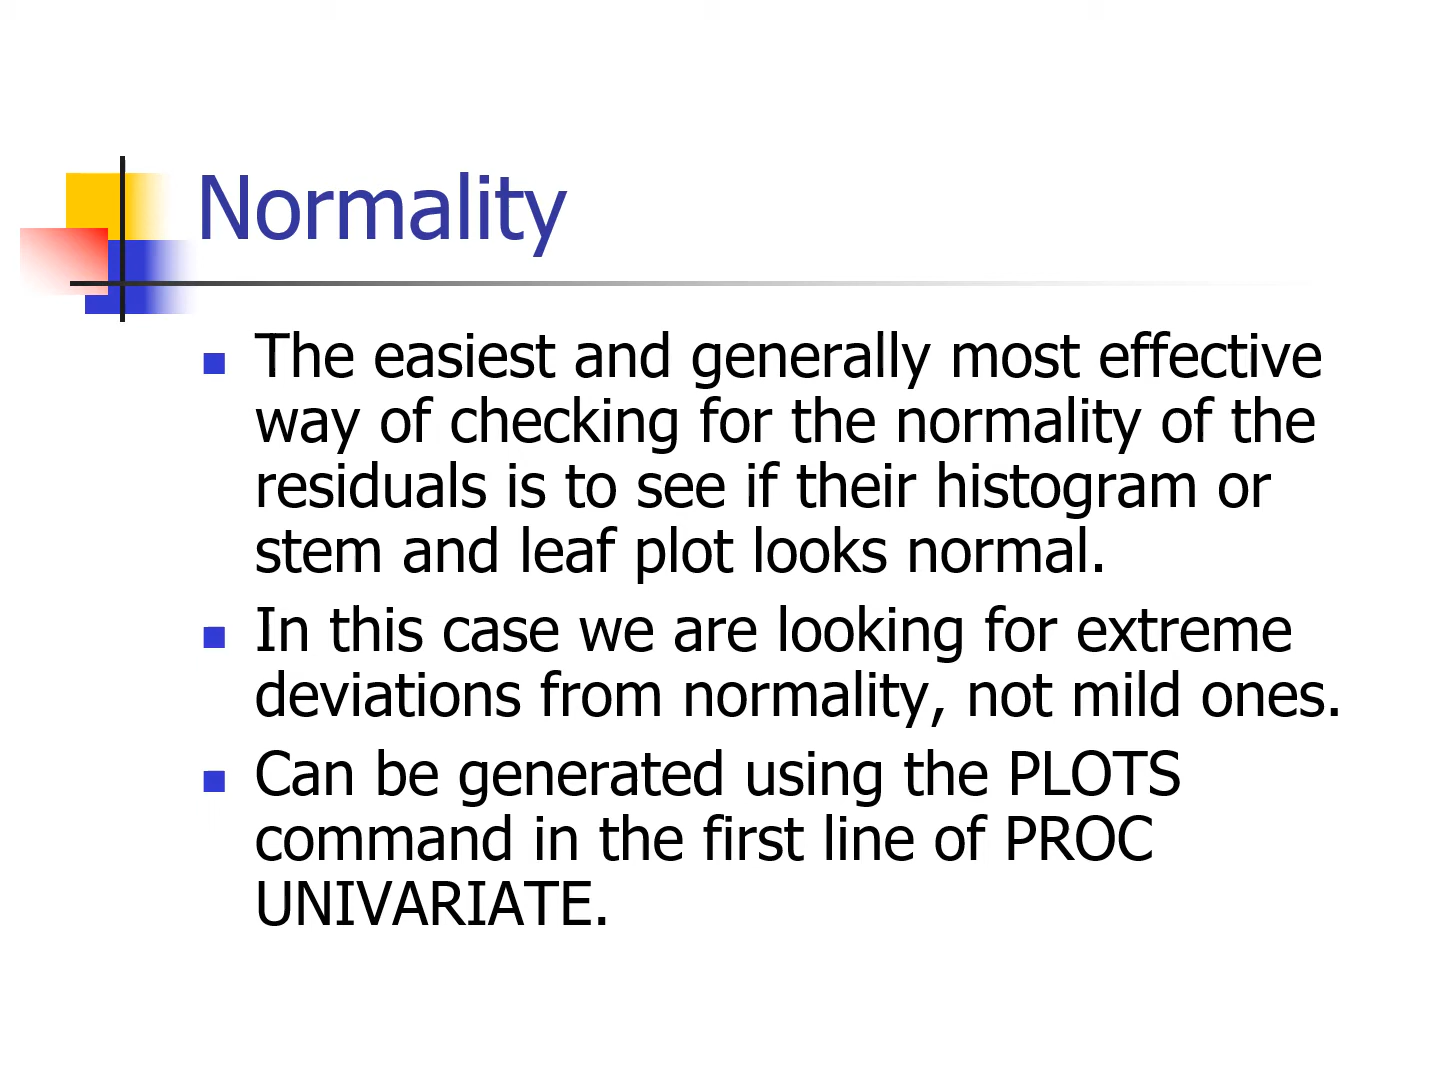 Normality
The easiest and generally most effective
way of checking for the normality of the
residuals is to see if their histogram or
stem and leaf plot looks normal.
In this case we are looking for extreme
deviations from normality, not mild ones.
Can be generated using the PLOTS
command in the first line of PROC
UNIVARIATE.